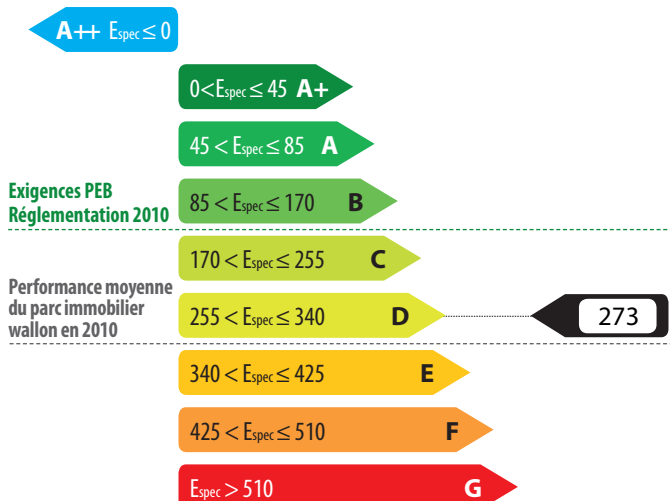 A++ Espec ≤ 0
0<Espec ≤ 45 A+
45 < Espec ≤ 85 A
Exigences PEB
Réglementation 2010
85 < Espec ≤ 170 B
170 < Espec ≤ 255 C
Performance moyenne
du parc immobilier
wallon en 2010
255 < Espec ≤ 340 D
273
340 < Espec ≤ 425 E
425 < Espec ≤ 510 F
Espec > 510 G